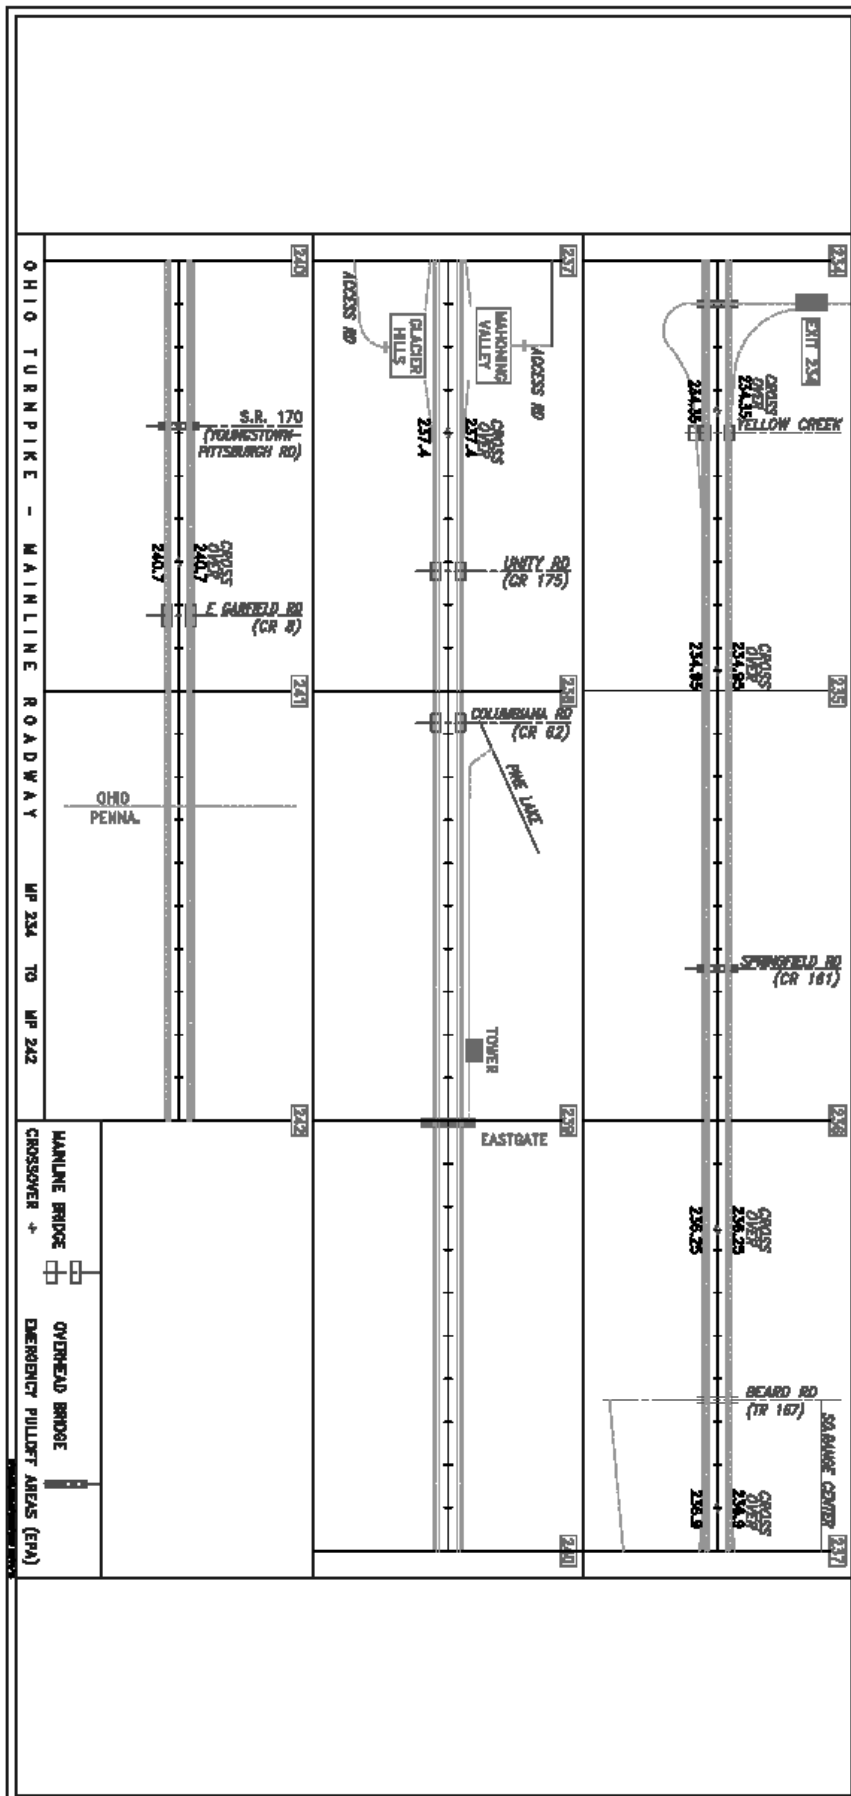 234
EXIT 234
CROSS
OVER
234.35
234.35
YELLOW CREEK
CROSS
OVER
234.95
234.95
235
SPRINGFIELD RD
(CR 161)
236
CROSS
OVER
236.25
236.25
BEARD RD
(TR 167)
CROSS
OVER
236.9
236.9
237
237
ACCESS RD
MAHONING
VALLEY
GLACIER
HILLS
ACCESS RD
CROSS
OVER
237.4
237.4
UNITY RD
(CR 175)
238
COLUMBIANA RD
(CR 62)
PINE LAKE
TOWER
239
EASTGATE
240
240
S.R. 170
(YOUNGSTOWN-
PITTSBURGH RD)
CROSS
OVER
240.7
240.7
E GARFIELD RD
(CR 8)
241
OHIO
PENNA.
242
MAINLINE BRIDGE
OVERHEAD BRIDGE
CROSSOVER
EMERGENCY PULLOFF AREAS (EPA)
OHIO TURNPIKE - MAINLINE ROADWAY MP 234 TO MP 242